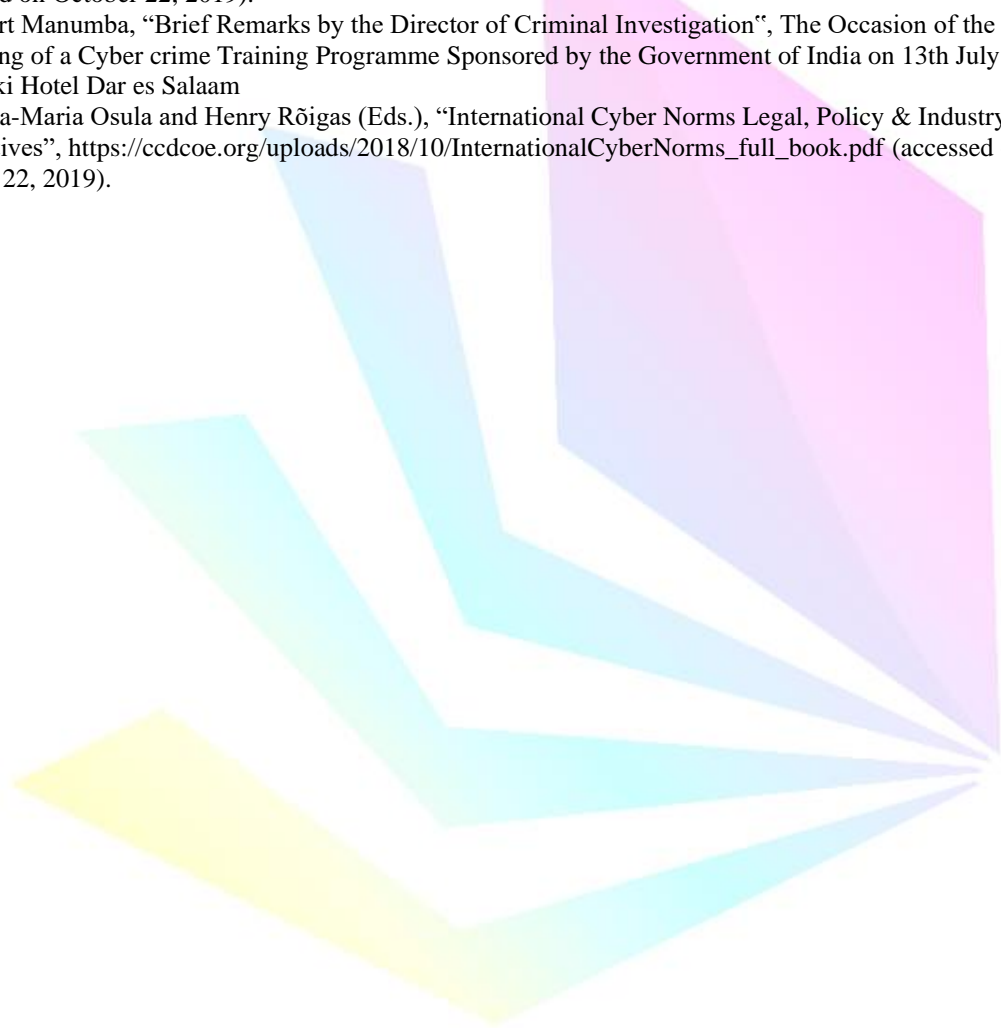 d on October 22, 2019).
rt Manumba, “Brief Remarks by the Director of Criminal Investigation‟, The Occasion of the
ng of a Cyber crime Training Programme Sponsored by the Government of India on 13th July
ki Hotel Dar es Salaam
a-Maria Osula and Henry Rõigas (Eds.), “International Cyber Norms Legal, Policy & Industry
ives”, https://ccdcoe.org/uploads/2018/10/InternationalCyberNorms_full_book.pdf (accessed
22, 2019).